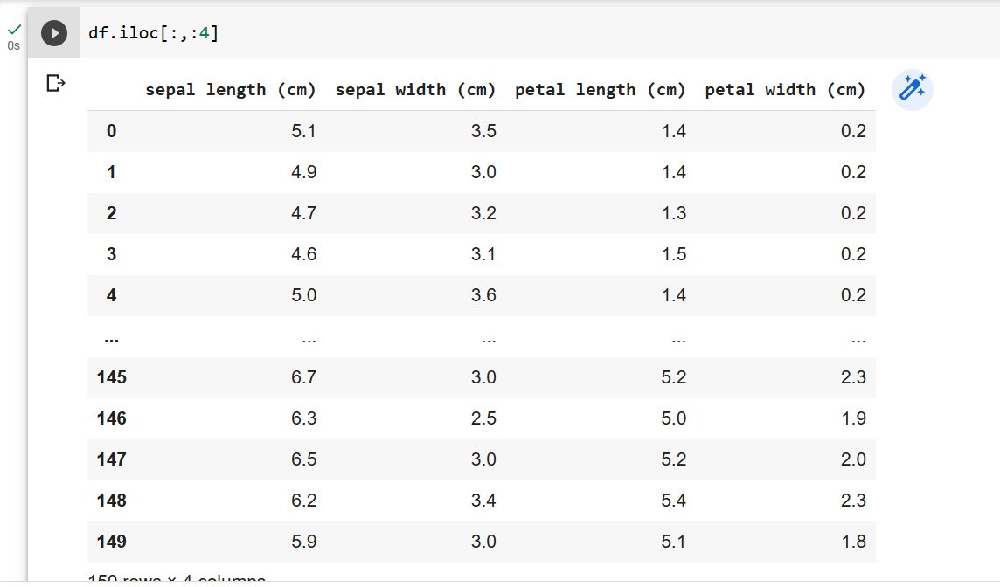 df.iloc[:,:4]
0s
sepal length (cm) sepal width (cm) petal length (cm) petal width (cm)
0 5.1 3.5 1.4 0.2
1 4.9 3.0 1.4 0.2
2 4.7 3.2 1.3 0.2
3 4.6 3.1 1.5 0.2
4 5.0 3.6 1.4 0.2
... ... ... ... ...
145 6.7 3.0 5.2 2.3
146 6.3 2.5 5.0 1.9
147 6.5 3.0 5.2 2.0
148 6.2 3.4 5.4 2.3
149 5.9 3.0 5.1 1.8
150 rows × 4 columns